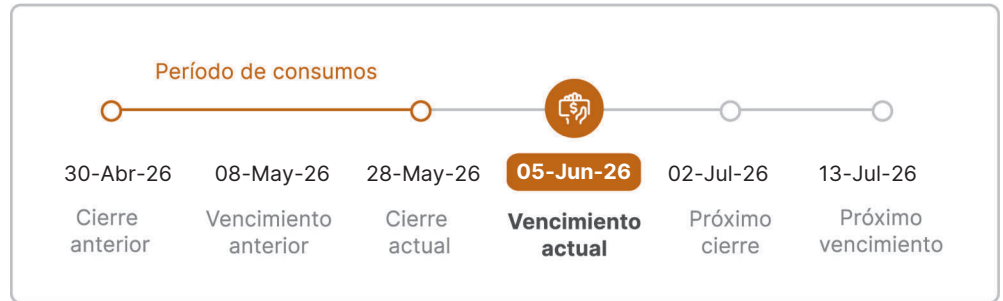 Período de consumos
$
30-Abr-26 08-May-26 28-May-26 05-Jun-26 02-Jul-26 13-Jul-26
Cierre Vencimiento Cierre Vencimiento Próximo Próximo
anterior anterior actual actual cierre vencimiento